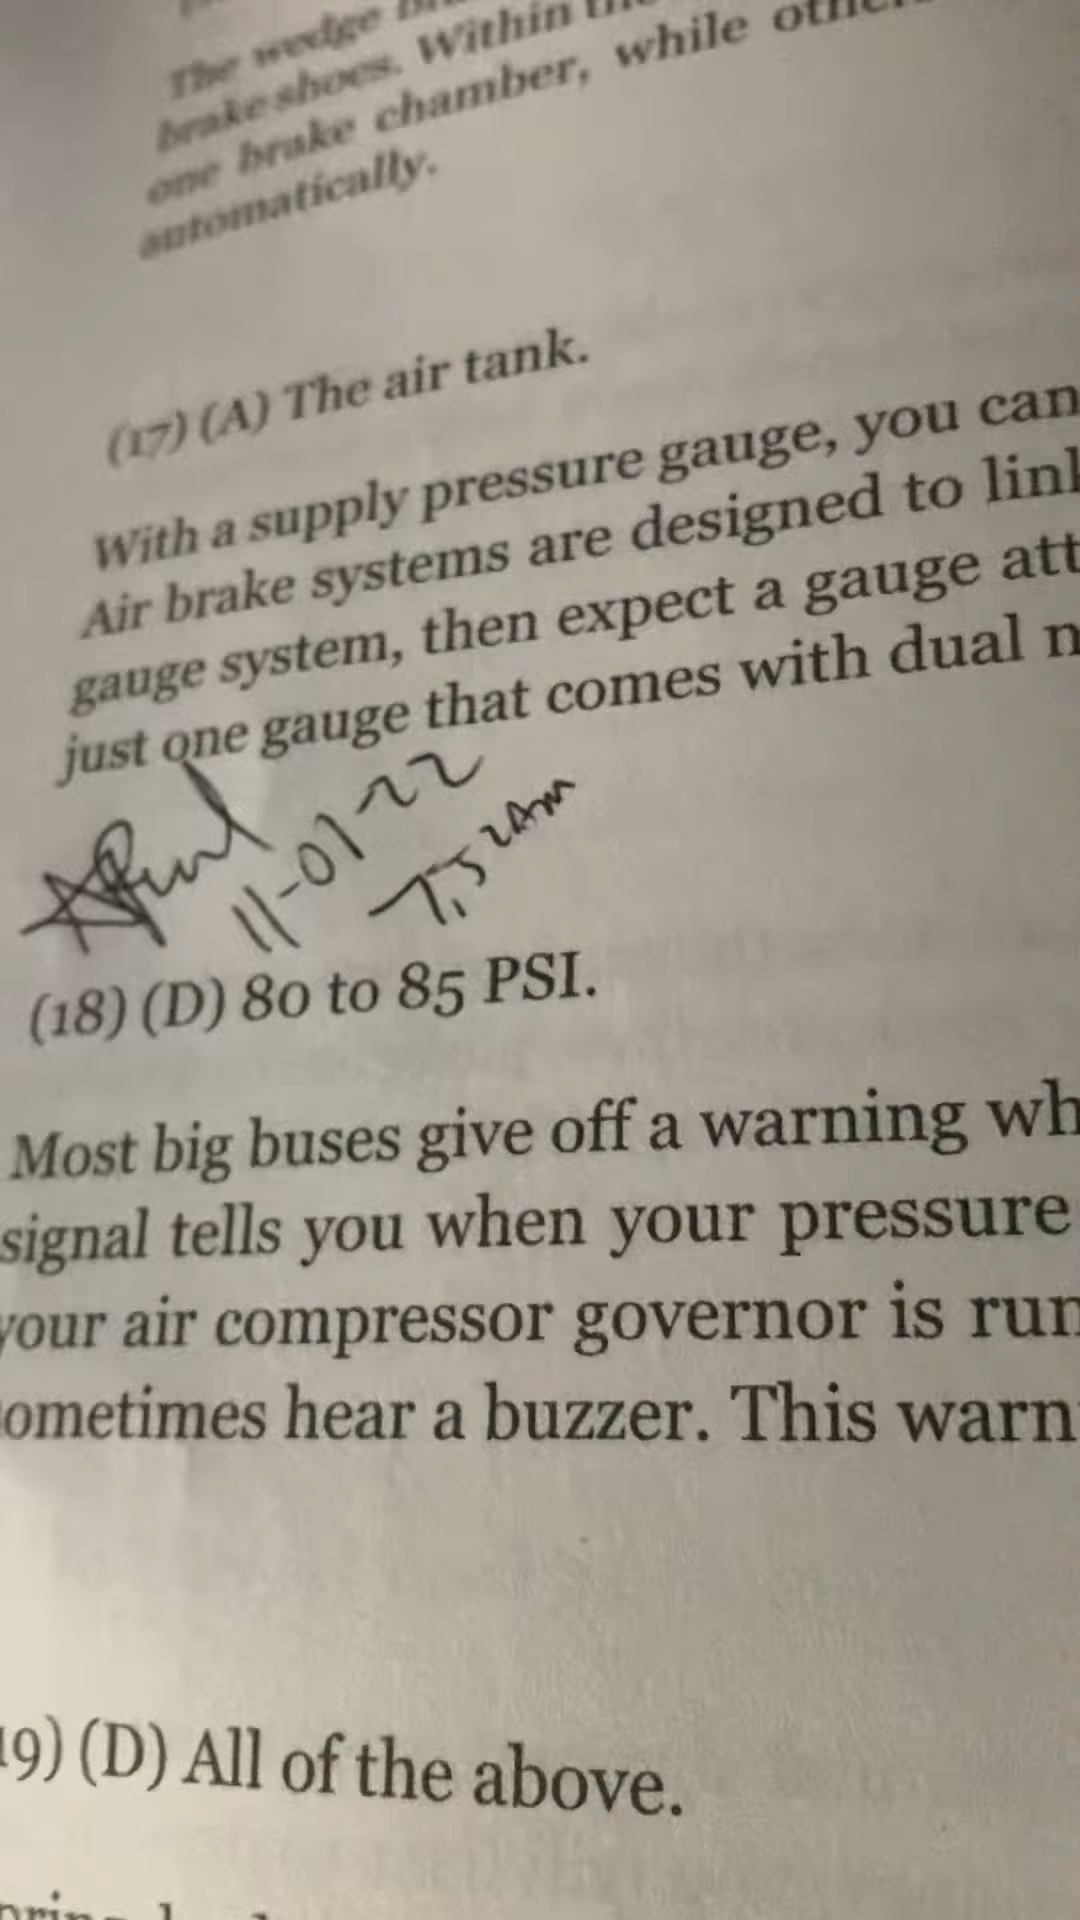 The wedge
brake shoes. Within
one brake chamber, while
automatically.
(17) (A) The air tank.
With a supply pressure gauge, you can
Air brake systems are designed to
gauge system, then expect a gauge att
just one gauge that comes with dual n
11-01-22
(18) (D) 80 to 85 PSI.
Most big buses give off a warning wh
signal tells you when your pressure
your air compressor governor is run
ometimes hear a buzzer. This warn
19) (D) All of the above.